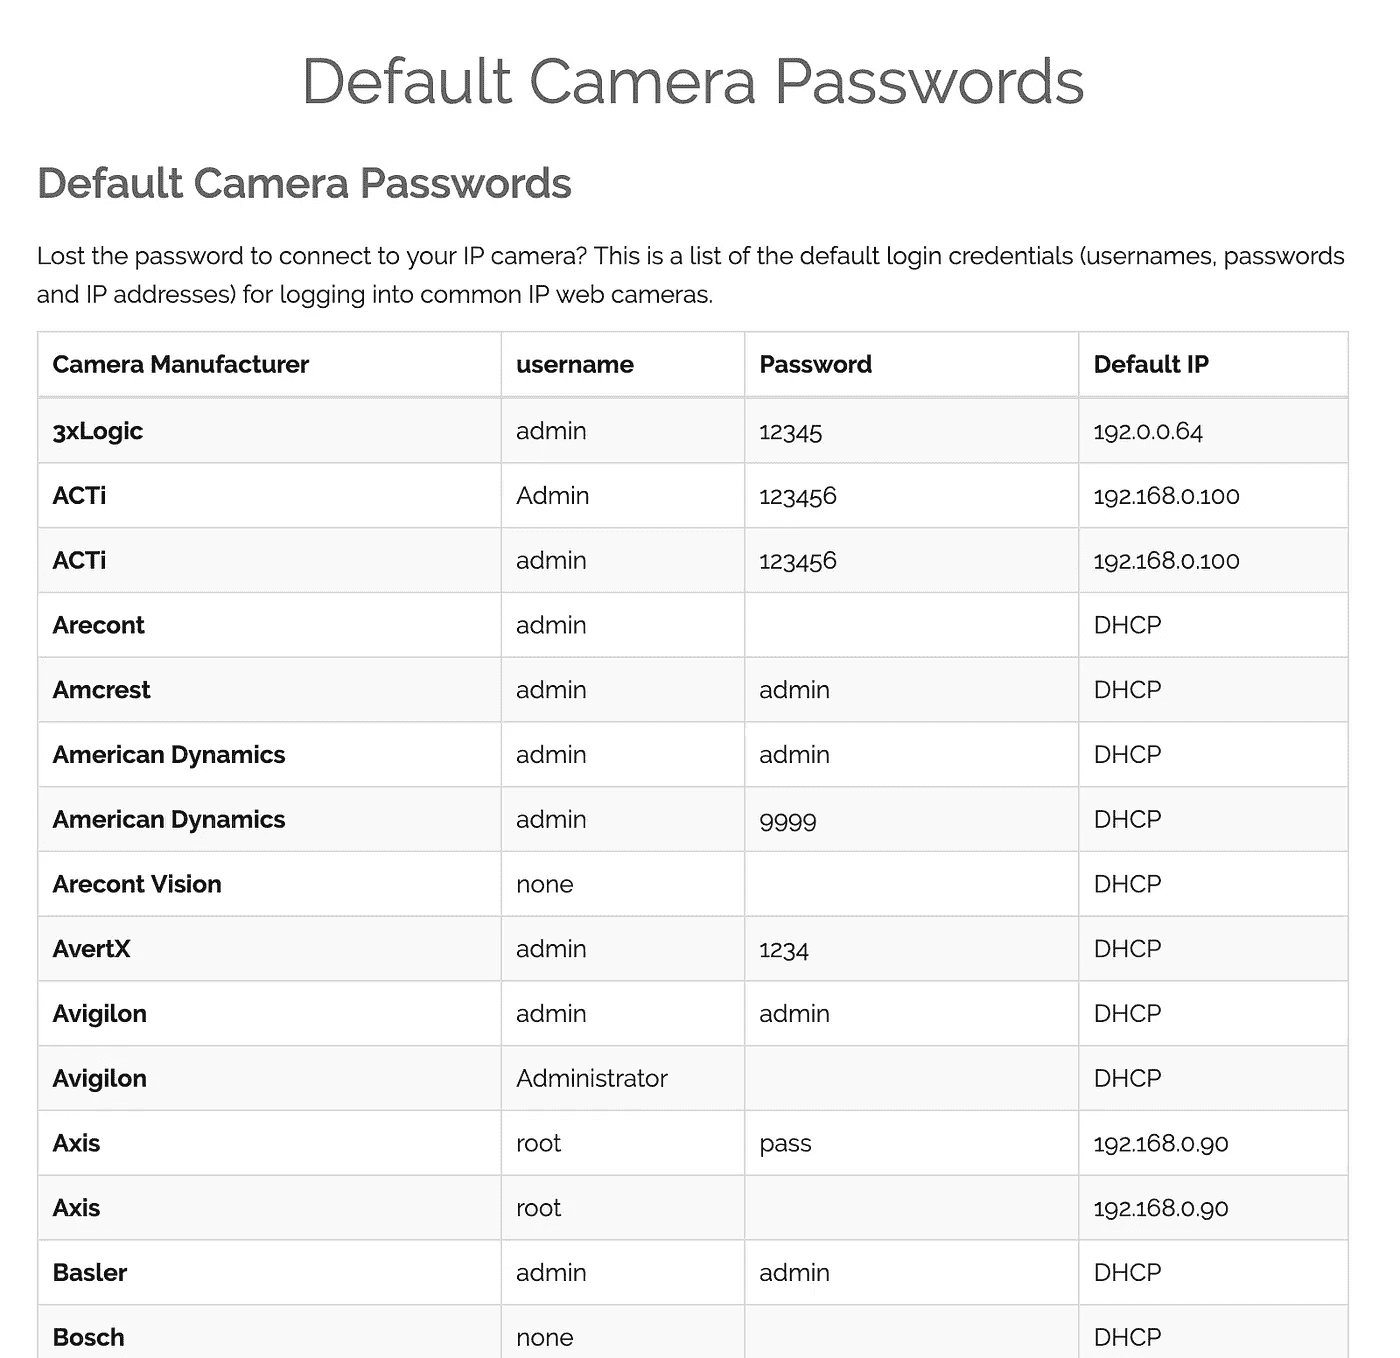 Default Camera Passwords
Default Camera Passwords
Lost the password to connect to your IP camera? This is a list of the default login credentials (usernames, passwords
and IP addresses) for logging into common IP web cameras.
Camera Manufacturer username Password Default IP
3xLogic admin 12345 192.0.0.64
ACTi Admin 123456 192.168.0.100
ACTi admin 123456 192.168.0.100
Arecont admin DHCP
Amcrest admin admin DHCP
American Dynamics admin admin DHCP
American Dynamics admin 9999 DHCP
Arecont Vision none DHCP
AvertX admin 1234 DHCP
Avigilon admin admin DHCP
Avigilon Administrator DHCP
Axis root pass 192.168.0.90
Axis root 192.168.0.90
Basler admin admin DHCP
Bosch none DHCP